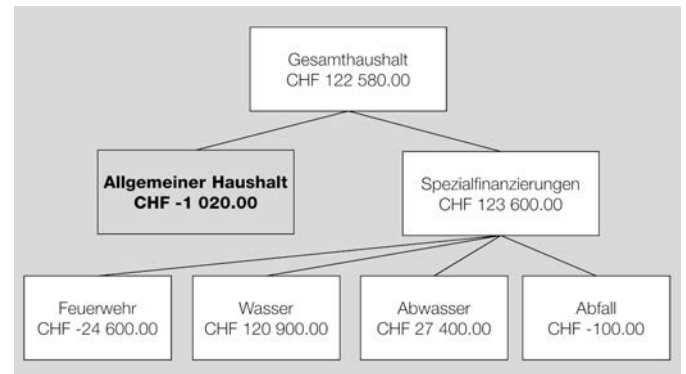 Gesamthaushalt
CHF 122 580.00
Allgemeiner Haushalt
CHF -1 020.00
Spezialfinanzierungen
CHF 123 600.00
Feuerwehr
CHF -24 600.00
Wasser
CHF 120 900.00
Abwasser
CHF 27 400.00
Abfall
CHF -100.00